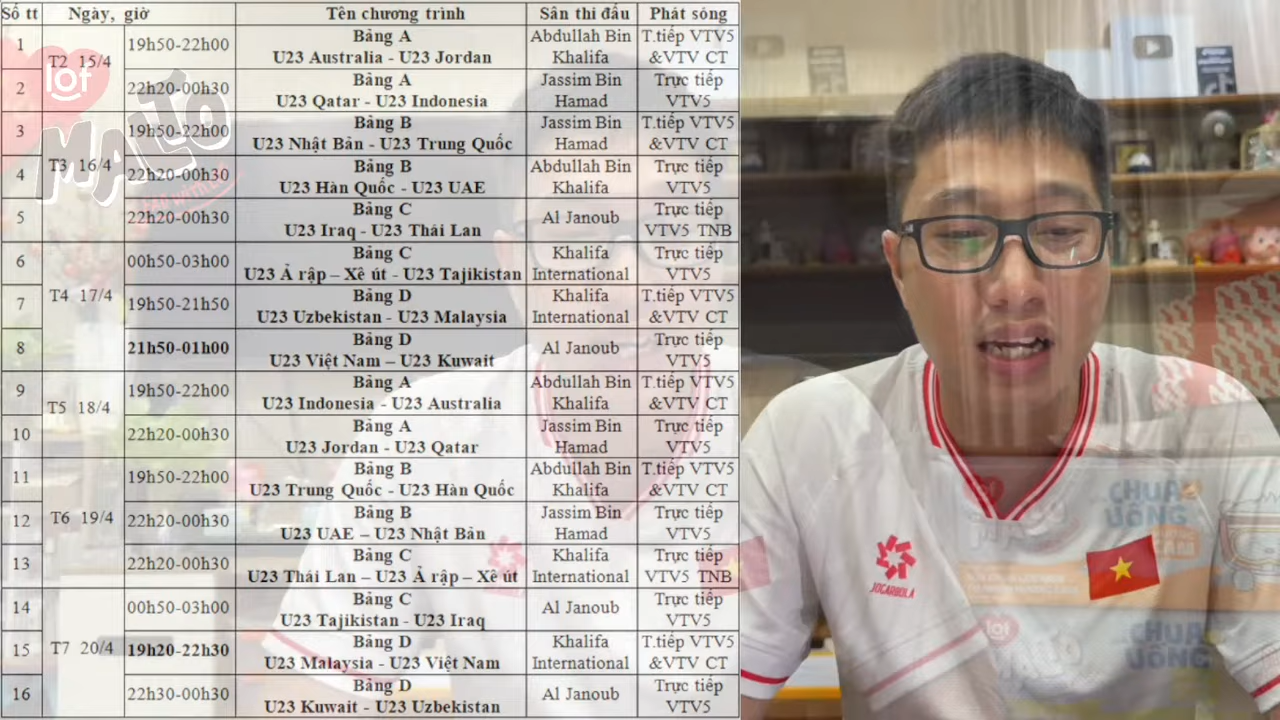 Số tt Ngày, giờ Tên chương trình Sân thi đấu Phát sóng
1 19h50-22h00 Bảng A Abdullah Bin T.tiếp VTV5
T2 15/4 U23 Australia - U23 Jordan Khalifa &VTV CT
2 22h20-00h30 Bảng A Jassim Bin Trực tiếp
U23 Qatar - U23 Indonesia Hamad VTV5
3 19h50-22h00 Bảng B Jassim Bin T.tiếp VTV5
U23 Nhật Bản - U23 Trung Quốc Hamad &VTV CT
T3 16/4 4 22h20-00h30 Bảng B Abdullah Bin Trực tiếp
U23 Hàn Quốc - U23 UAE Khalifa VTV5
5 22h20-00h30 Bảng C Al Janoub Trực tiếp
U23 Iraq - U23 Thái Lan VTV5 TNB
6 00h50-03h00 Bảng C Khalifa Trực tiếp
U23 Ả rập – Xê út - U23 Tajikistan International VTV5
7 T4 17/4 19h50-21h50 Bảng D Khalifa T.tiếp VTV5
U23 Uzbekistan - U23 Malaysia International &VTV CT
8 21h50-01h00 Bảng D Al Janoub Trực tiếp
U23 Việt Nam – U23 Kuwait VTV5
9 19h50-22h00 Bảng A Abdullah Bin T.tiếp VTV5
T5 18/4 U23 Indonesia - U23 Australia Khalifa &VTV CT
10 22h20-00h30 Bảng A Jassim Bin Trực tiếp
U23 Jordan - U23 Qatar Hamad VTV5
11 19h50-22h00 Bảng B Abdullah Bin T.tiếp VTV5
U23 Trung Quốc - U23 Hàn Quốc Khalifa &VTV CT
12 T6 19/4 22h20-00h30 Bảng B Jassim Bin Trực tiếp
U23 UAE – U23 Nhật Bản Hamad VTV5
13 22h20-00h30 Bảng C Khalifa Trực tiếp
U23 Thái Lan – U23 Ả rập – Xê út International VTV5 TNB
14 00h50-03h00 Bảng C Al Janoub Trực tiếp
U23 Tajikistan - U23 Iraq VTV5
15 T7 20/4 19h20-22h30 Bảng D Khalifa T.tiếp VTV5
U23 Malaysia - U23 Việt Nam International &VTV CT
16 22h30-00h30 Bảng D Al Janoub Trực tiếp
U23 Kuwait - U23 Uzbekistan VTV5
lof
MALTO
JOGARBOLA
CHUA
UỐNG
lof
MALTO
CHUA
UỐNG